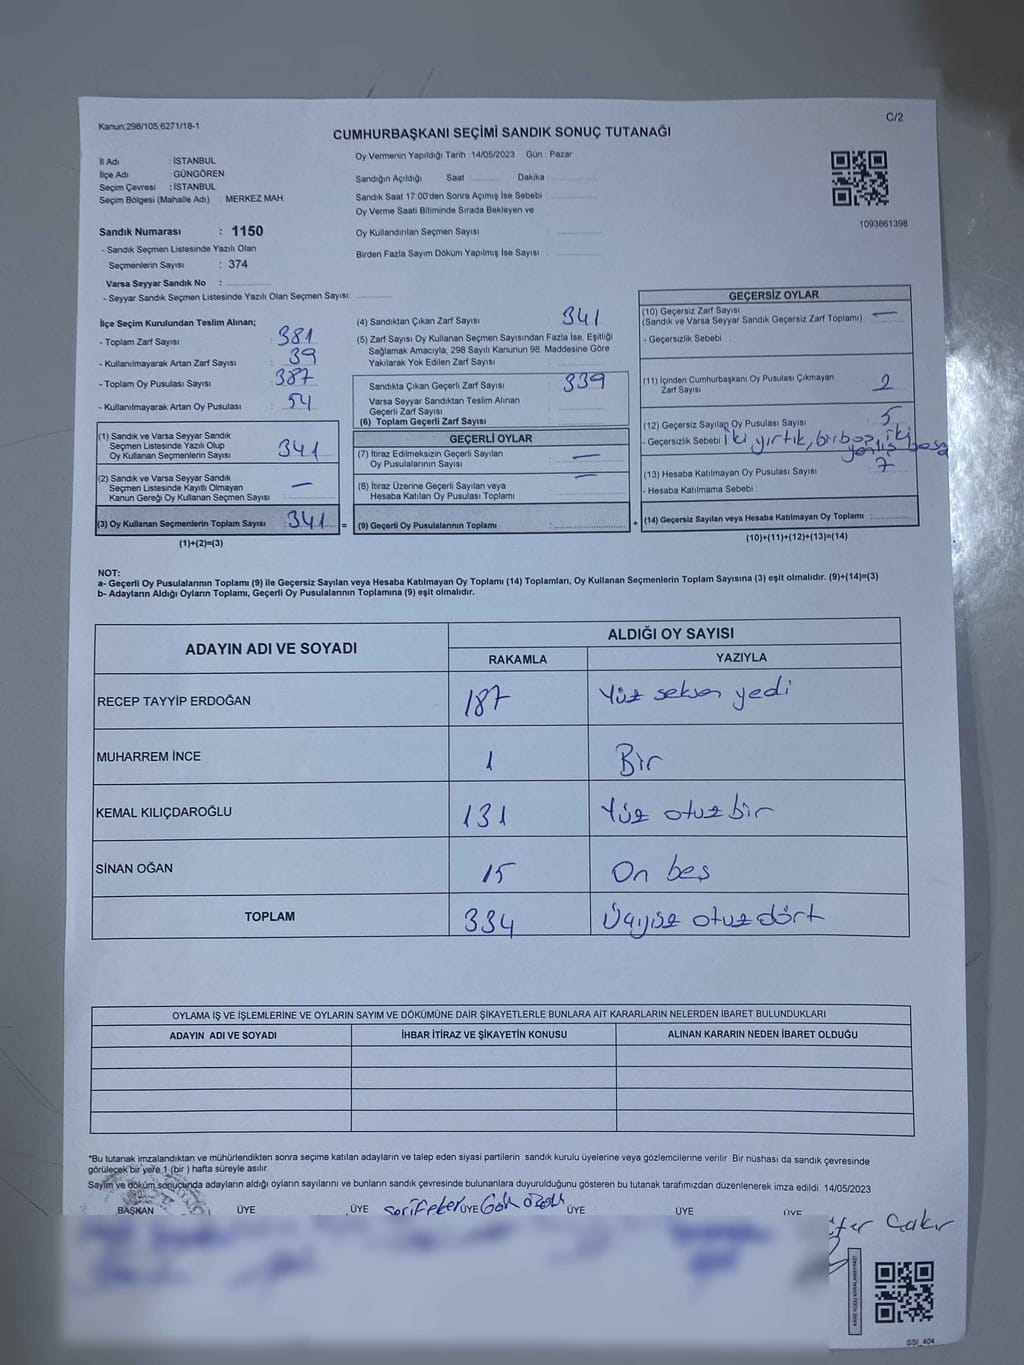 Kanun;298/105,6271/18-1
C/2
CUMHURBAŞKANI SEÇİMİ SANDIK SONUÇ TUTANAĞI
İl Adı : İSTANBUL
İlçe Adı : GÜNGÖREN
Seçim Çevresi : İSTANBUL
Seçim Bölgesi (Mahalle Adı) : MERKEZ MAH.
Oy Vermenin Yapıldığı Tarih : 14/05/2023 Gün : Pazar
Sandığın Açıldığı Saat Dakika
Sandık Saat 17:00'den Sonra Açımış İse Sebebi
Oy Verme Saati Bitiminde Sırada Bekleyen ve
Oy Kullandırılan Seçmen Sayısı
Birden Fazla Sayım Döküm Yapılmış İse Sayısı :
1093861398
Sandık Numarası : 1150
- Sandık Seçmen Listesinde Yazılı Olan
Seçmenlerin Sayısı : 374
Varsa Seyyar Sandık No :
- Seyyar Sandık Seçmen Listesinde Yazılı Olan Seçmen Sayısı:
İlçe Seçim Kurulundan Teslim Alınan;
- Toplam Zarf Sayısı : 381
- Kullanılmayarak Artan Zarf Sayısı : 39
- Toplam Oy Pusulası Sayısı : 387
- Kullanılmayarak Artan Oy Pusulası : 54
(1) Sandık ve Varsa Seyyar Sandık
Seçmen Listesinde Yazılı Olup
Oy Kullanan Seçmenlerin Sayısı 341
(2) Sandık ve Varsa Seyyar Sandık
Seçmen Listesinde Kayıtlı Olmayan
Kanun Gereği Oy Kullanan Seçmen Sayısı : —
(3) Oy Kullanan Seçmenlerin Toplam Sayısı : 341 =
(1)+(2)=(3)
(4) Sandıktan Çıkan Zarf Sayısı : 341
(5) Zarf Sayısı Oy Kullanan Seçmen Sayısından Fazla İse, Eşitliği
Sağlamak Amacıyla, 298 Sayılı Kanunun 98. Maddesine Göre
Yakılarak Yok Edilen Zarf Sayısı :
Sandıkta Çıkan Geçerli Zarf Sayısı : 339
Varsa Seyyar Sandıktan Teslim Alınan
Geçerli Zarf Sayısı
(6) Toplam Geçerli Zarf Sayısı :
GEÇERLİ OYLAR
(7) İtiraz Edilmeksizin Geçerli Sayılan
Oy Pusulalarının Sayısı : —
(8) İtiraz Üzerine Geçerli Sayılan veya
Hesaba Katılan Oy Pusulası Toplamı : —
(9) Geçerli Oy Pusulalarının Toplamı : +
GEÇERSİZ OYLAR
(10) Geçersiz Zarf Sayısı
(Sandık ve Varsa Seyyar Sandık Geçersiz Zarf Toplamı) : —
- Geçersizlik Sebebi :
(11) İçinden Cumhurbaşkanı Oy Pusulası Çıkmayan
Zarf Sayısı : 2
(12) Geçersiz Sayılan Oy Pusulası Sayısı : 5
- Geçersizlik Sebebi : iki yırtık, bir boş, iki
yanlış basa
(13) Hesaba Katılmayan Oy Pusulası Sayısı : 7
- Hesaba Katılmama Sebebi :
(14) Geçersiz Sayılan veya Hesaba Katılmayan Oy Toplamı :
(10)+(11)+(12)+(13)=(14)
NOT:
a- Geçerli Oy Pusulalarının Toplamı (9) ile Geçersiz Sayılan veya Hesaba Katılmayan Oy Toplamı (14) Toplamları, Oy Kullanan Seçmenlerin Toplam Sayısına (3) eşit olmalıdır. (9)+(14)=(3)
b- Adayların Aldığı Oyların Toplamı, Geçerli Oy Pusulalarının Toplamına (9) eşit olmalıdır.
ADAYIN ADI VE SOYADI
ALDIĞI OY SAYISI
RAKAMLA YAZIYLA
RECEP TAYYİP ERDOĞAN 187 Yüz seksen yedi
MUHARREM İNCE 1 Bir
KEMAL KILIÇDAROĞLU 131 Yüz otuz bir
SİNAN OĞAN 15 On beş
TOPLAM 334 Üçyüz otuz dört
OYLAMA İŞ VE İŞLEMLERİNE VE OYLARIN SAYIM VE DÖKÜMÜNE DAİR ŞİKAYETLERLE BUNLARA AİT KARARLARIN NELERDEN İBARET BULUNDUKLARI
ADAYIN ADI VE SOYADI İHBAR İTİRAZ VE ŞİKAYETİN KONUSU ALINAN KARARIN NEDEN İBARET OLDUĞU
*Bu tutanak imzalandıktan ve mühürlendikten sonra seçime katılan adayların ve talep eden siyasi partilerin sandık kurulu üyelerine veya gözlemcilerine verilir. Bir nüshası da sandık çevresinde
görülecek bir yere 1 (bir ) hafta süreyle asılır.
Sayım ve döküm sonucunda adayların aldığı oyların sayılarını ve bunların sandık çevresinde bulunanlara duyurulduğunu gösteren bu tutanak tarafımızdan düzenlenerek imza edildi. 14/05/2023
BAŞKAN ÜYE ÜYE ÜYE ÜYE ÜYE ÜYE
Çakır
SSİ_404